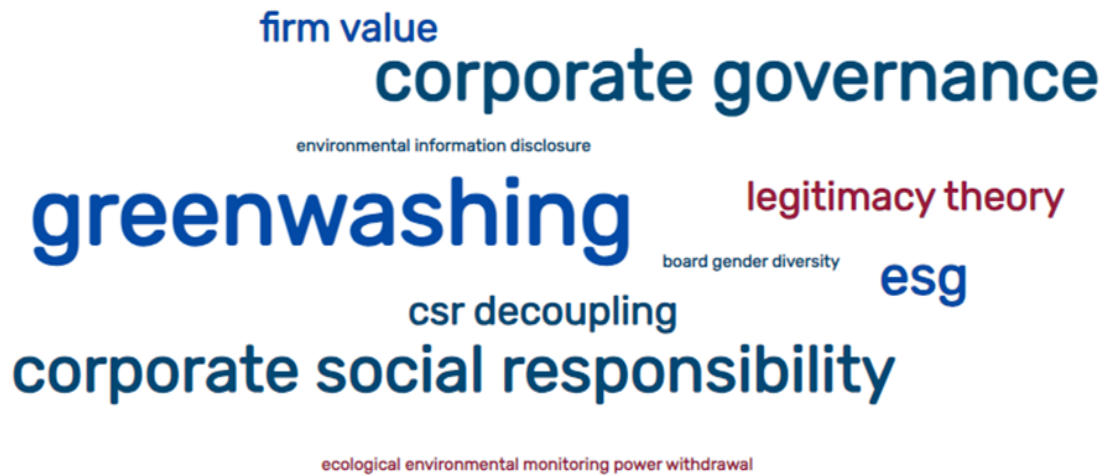 firm value
corporate governance
environmental information disclosure
greenwashing
legitimacy theory
board gender diversity
esg
csr decoupling
corporate social responsibility
ecological environmental monitoring power withdrawal